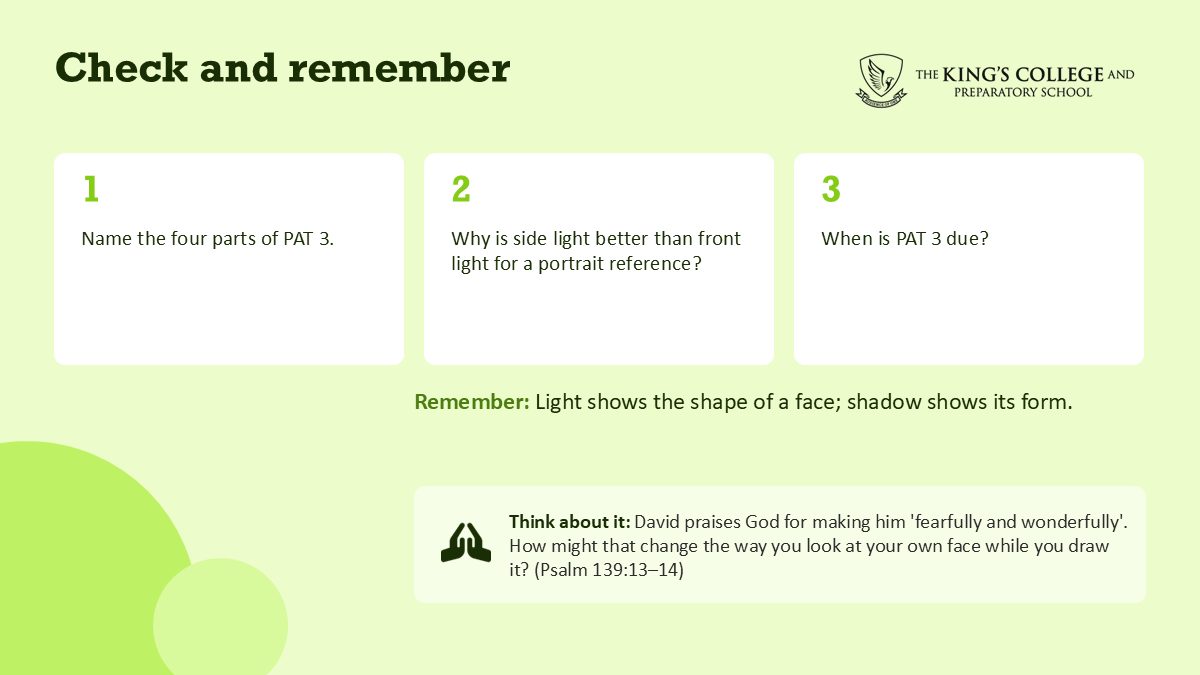 Check and remember
THE KING'S COLLEGE AND
PREPARATORY SCHOOL
1
Name the four parts of PAT 3.
2
Why is side light better than front
light for a portrait reference?
3
When is PAT 3 due?
Remember: Light shows the shape of a face; shadow shows its form.
Think about it: David praises God for making him 'fearfully and wonderfully'.
How might that change the way you look at your own face while you draw
it? (Psalm 139:13–14)